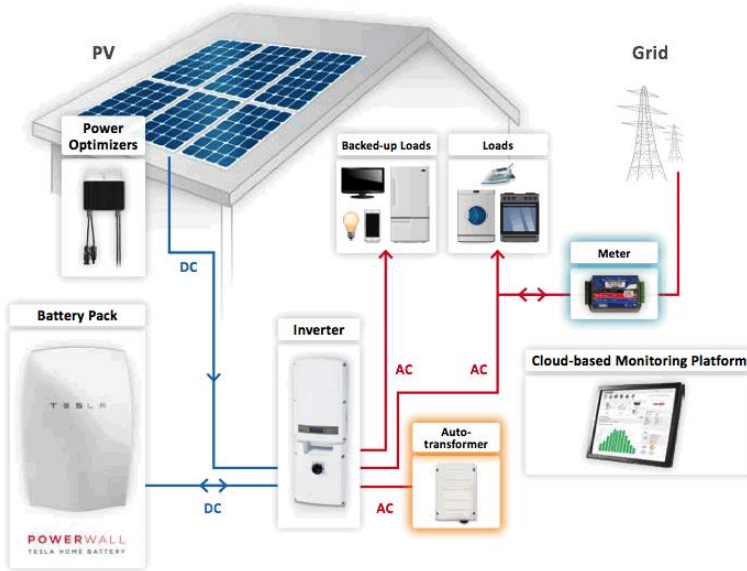 PV
Grid
Power
Optimizers
Backed-up Loads
Loads
DC
Meter
Battery Pack
Inverter
TESLA
AC
AC
Cloud-based Monitoring Platform
Auto-
transformer
DC
AC
POWERWALL
TESLA HOME BATTERY